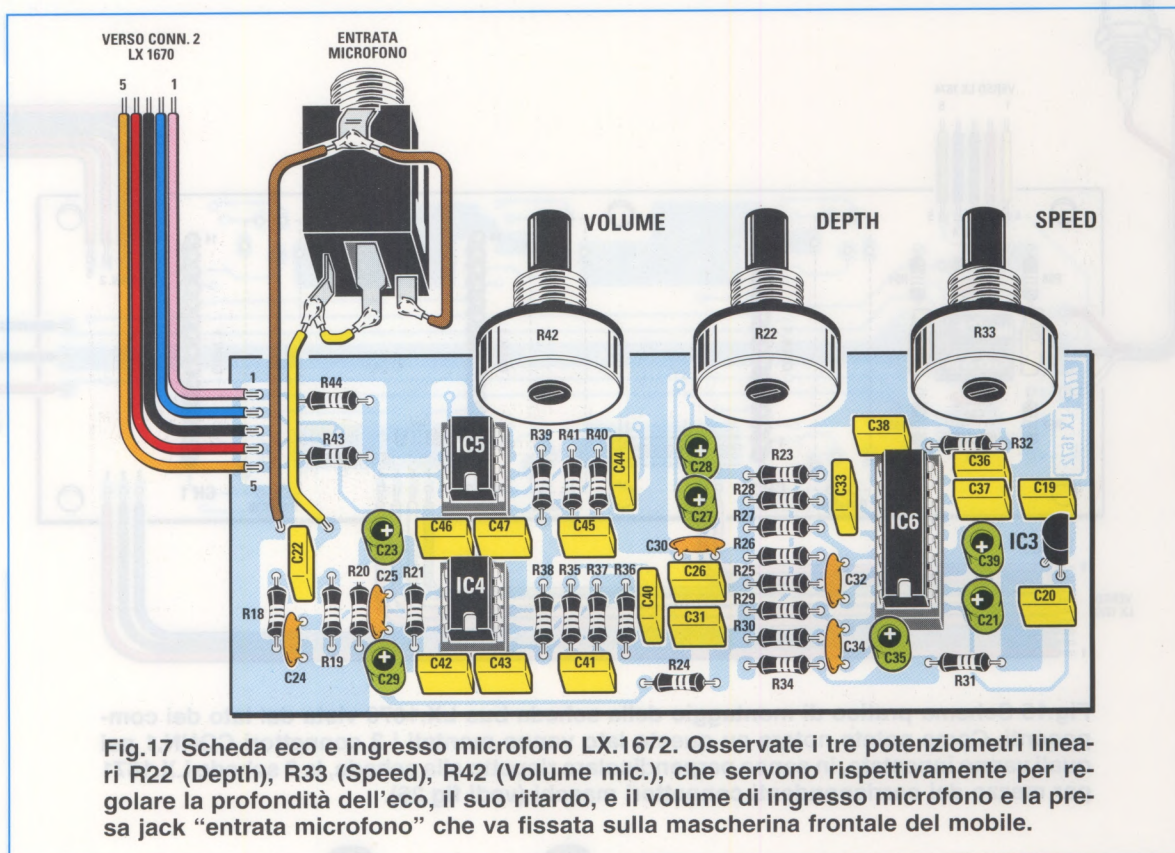 VERSO CONN. 2
LX 1670
ENTRATA
MICROFONO
5
1
VOLUME
DEPTH
SPEED
R42
R22
R33
1
5
R44
R43
IC5
R39
R41
R40
C44
C28
C27
R23
R28
R27
R26
R25
R29
R30
R34
C33
C38
R32
C36
C37
C19
IC6
IC3
C39
C21
C20
C22
C23
C46
C47
C45
C30
C26
C31
C32
C34
C35
R31
R18
C24
R19
R20
C25
R21
C29
IC4
R38
R35
R37
R36
C40
C42
C43
C41
R24
LX 1672
Fig.17 Scheda eco e ingresso microfono LX.1672. Osservate i tre potenziometri linea-
ri R22 (Depth), R33 (Speed), R42 (Volume mic.), che servono rispettivamente per re-
golare la profondità dell'eco, il suo ritardo, e il volume di ingresso microfono e la pre-
sa jack “entrata microfono” che va fissata sulla mascherina frontale del mobile.